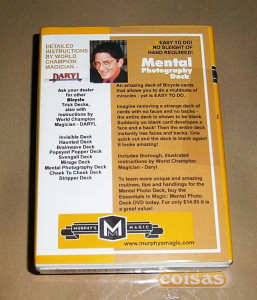 DETAILED
INSTRUCTIONS
BY WORLD
CHAMPION
MAGICIAN
DARYL
Ask your dealer
for other
Bicycle
Trick Decks,
also with
instructions by
World Champion
Magician - DARYL
Invisible Deck
Haunted Deck
Brainwave Deck
Popeyed Popper Deck
Svengali Deck
Mirage Deck
Mental Photography Deck
Cheek To Cheek Deck
Stripper Deck
EASY TO DO!
NO SLEIGHT OF
HAND REQUIRED!
Mental
Photography
Deck
An amazing deck of Bicycle cards
that allows you to do a multitude of
miracles - yet is EASY TO DO.
Imagine removing a strange deck of
cards with no faces and no backs -
the entire deck is shown to be blank
Suddenly on blank card develops a
face and a back! Then the entire deck
instantly has faces and backs. One
quick cut and the deck is blank again!
It looks amazing!
Includes thorough, illustrated
instructions by World Champion
Magician - Daryl.
To learn more unique and amazing
routines, tips and handlings for the
Mental Photo Deck, buy the
Essentials in Magic: Mental Photo
Deck DVD today. For only $14.95 it is
a great value!
MURPHY'S M MAGIC
www.murphysmagic.com
coisas